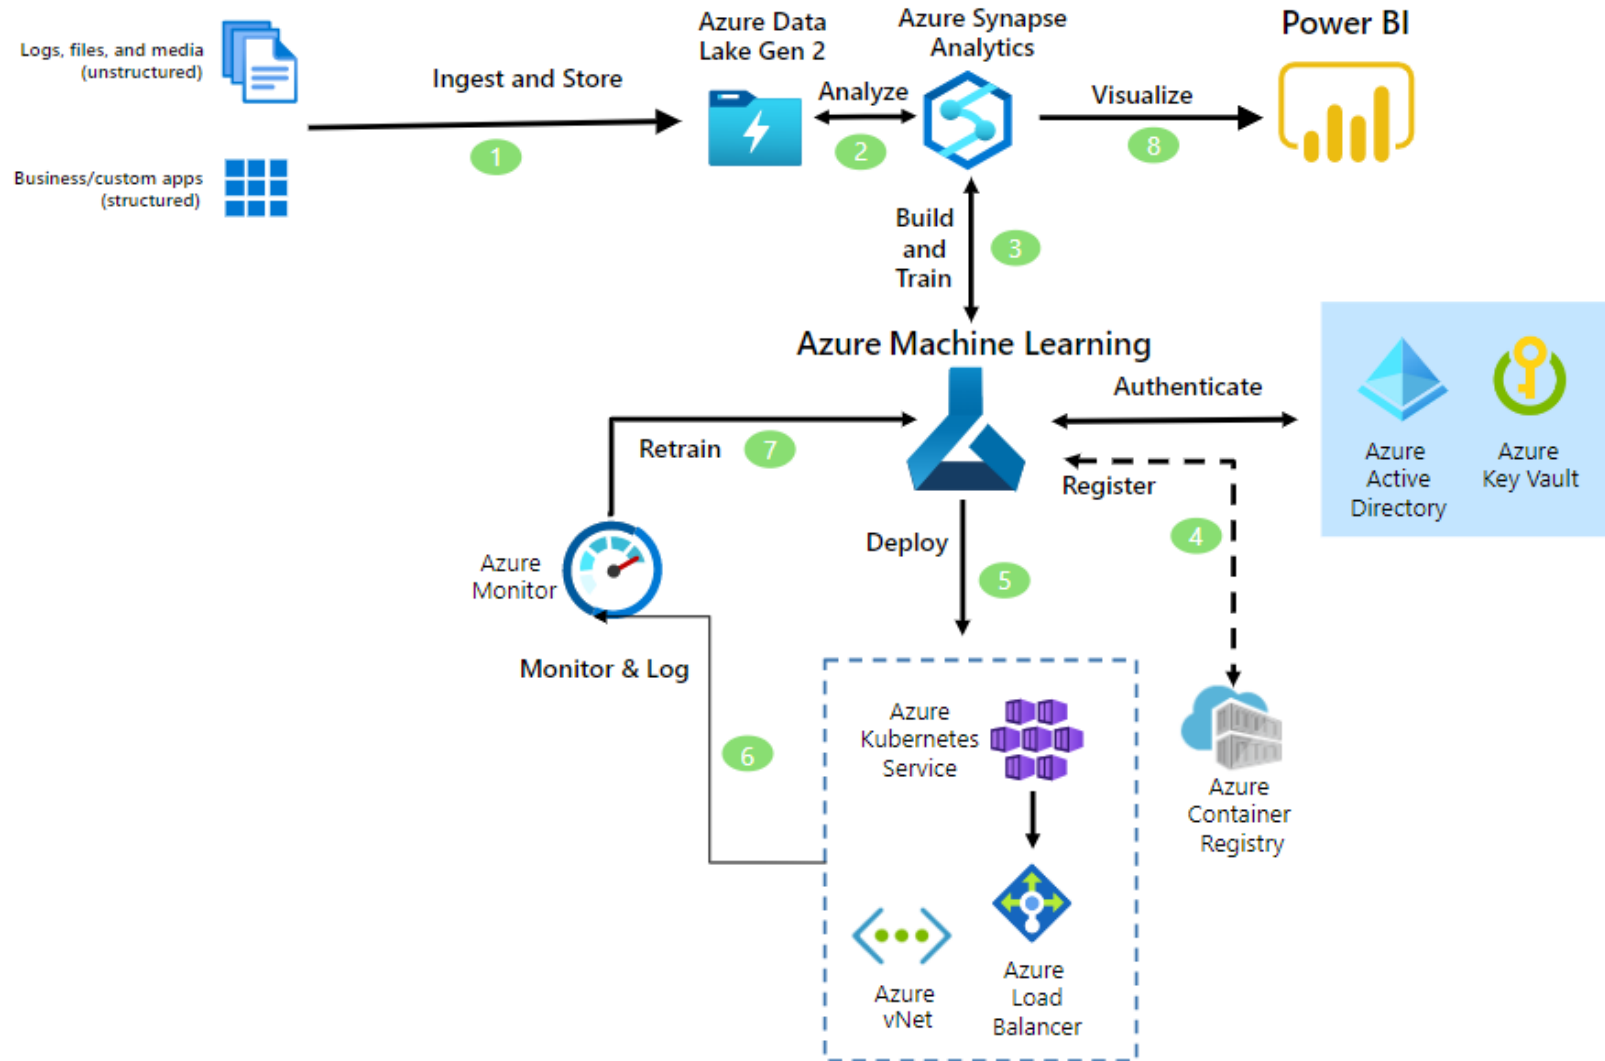 Logs, files, and media
(unstructured)
Business/custom apps
(structured)
Ingest and Store
1
Azure Data
Lake Gen 2
Analyze
2
Azure Synapse
Analytics
Visualize
8
Power BI
Build
and
Train
3
Azure Machine Learning
Authenticate
Azure
Active
Directory
Azure
Key Vault
Retrain
7
Register
4
Deploy
5
Azure
Monitor
Monitor & Log
6
Azure
Kubernetes
Service
Azure
Container
Registry
Azure
vNet
Azure
Load
Balancer